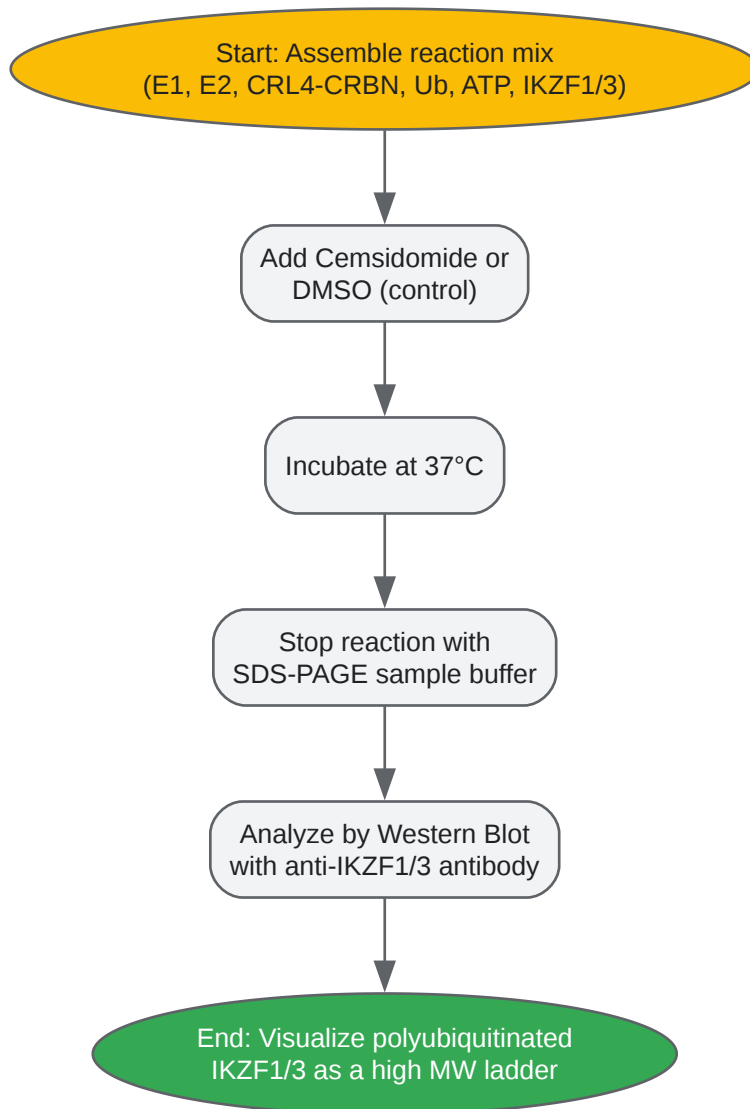 Start: Assemble reaction mix
(E1, E2, CRL4-CRBN, Ub, ATP, IKZF1/3)
Add Cemsidomide or
DMSO (control)
Incubate at 37°C
Stop reaction with
SDS-PAGE sample buffer
Analyze by Western Blot
with anti-IKZF1/3 antibody
End: Visualize polyubiquitinated
IKZF1/3 as a high MW ladder